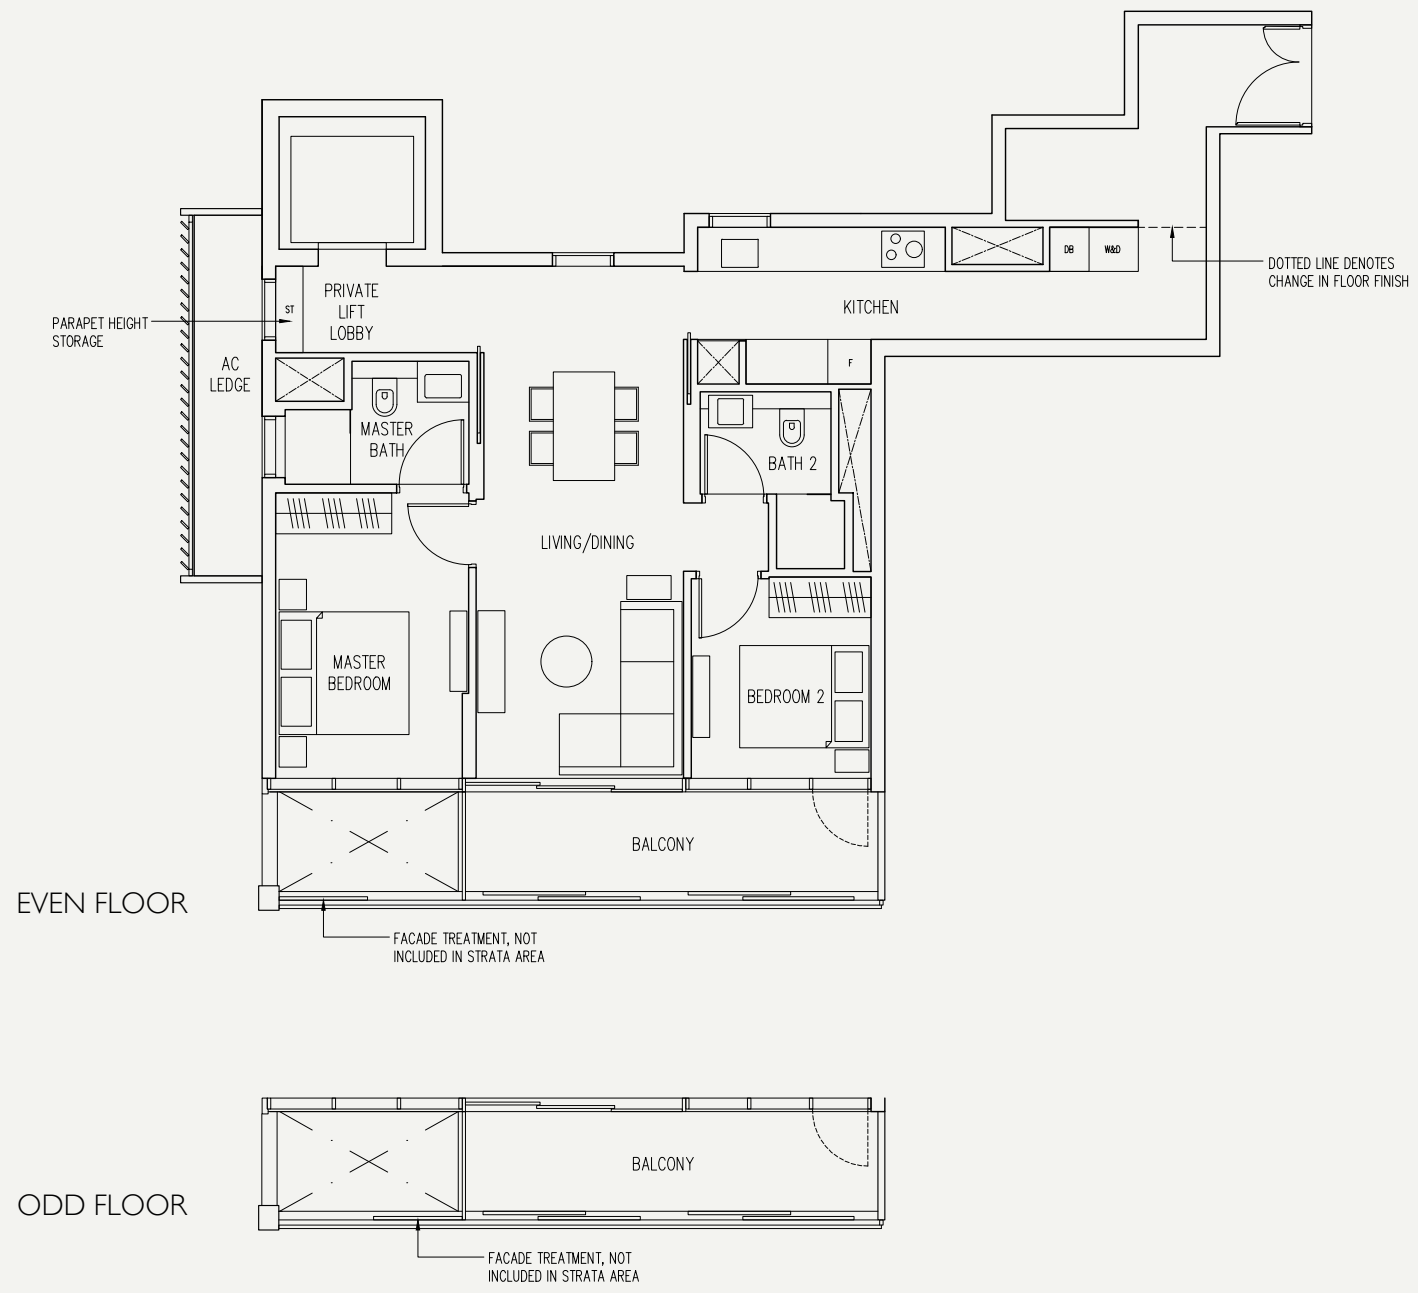 DB
W&D
DOTTED LINE DENOTES
CHANGE IN FLOOR FINISH
PRIVATE
LIFT
LOBBY
ST
KITCHEN
PARAPET HEIGHT
STORAGE
AC
LEDGE
F
MASTER
BATH
BATH 2
LIVING/DINING
MASTER
BEDROOM
BEDROOM 2
BALCONY
EVEN FLOOR
FACADE TREATMENT, NOT
INCLUDED IN STRATA AREA
BALCONY
ODD FLOOR
FACADE TREATMENT, NOT
INCLUDED IN STRATA AREA